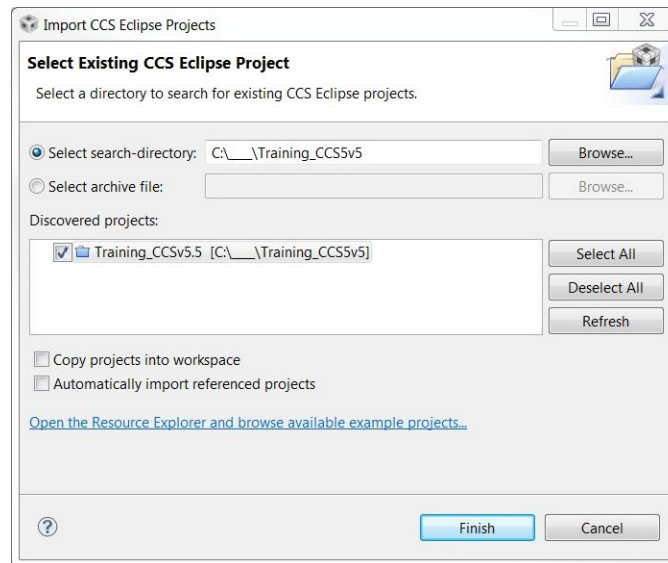 Import CCS Eclipse Projects
Select Existing CCS Eclipse Project
Select a directory to search for existing CCS Eclipse projects.
Select search-directory: C:\___\Training_CCS5v5 Browse...
Select archive file: Browse...
Discovered projects:
Training_CCSv5.5 [C:\___\Training_CCS5v5]
Select All
Deselect All
Refresh
Copy projects into workspace
Automatically import referenced projects
Open the Resource Explorer and browse available example projects...
? Finish Cancel